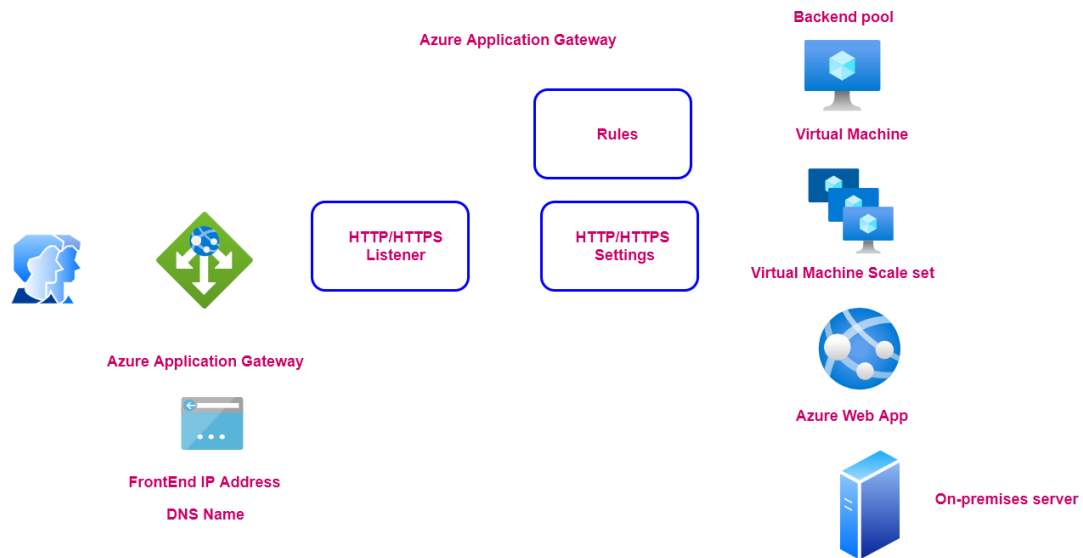 Backend pool
Azure Application Gateway
Rules
Virtual Machine
HTTP/HTTPS
Listener
HTTP/HTTPS
Settings
Virtual Machine Scale set
Azure Application Gateway
Azure Web App
FrontEnd IP Address
DNS Name
On-premises server